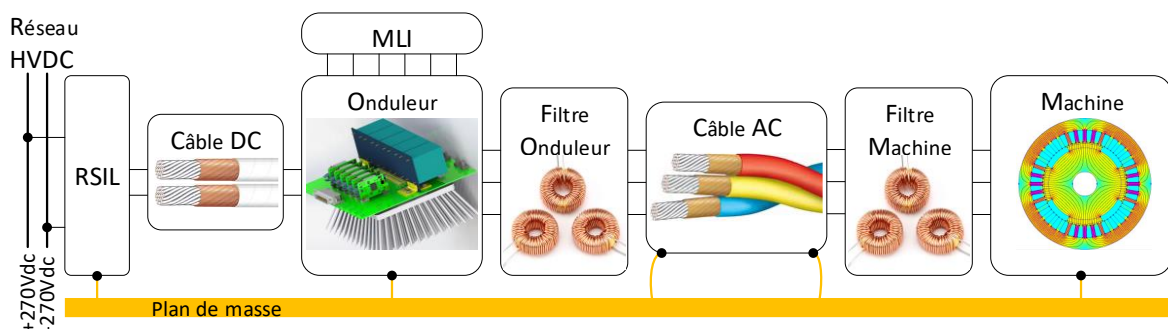 Réseau
HVDC
MLI
RSIL
Câble DC
Onduleur
Filtre
Onduleur
Câble AC
Filtre
Machine
Machine
Plan de masse
+270Vdc
-270Vdc